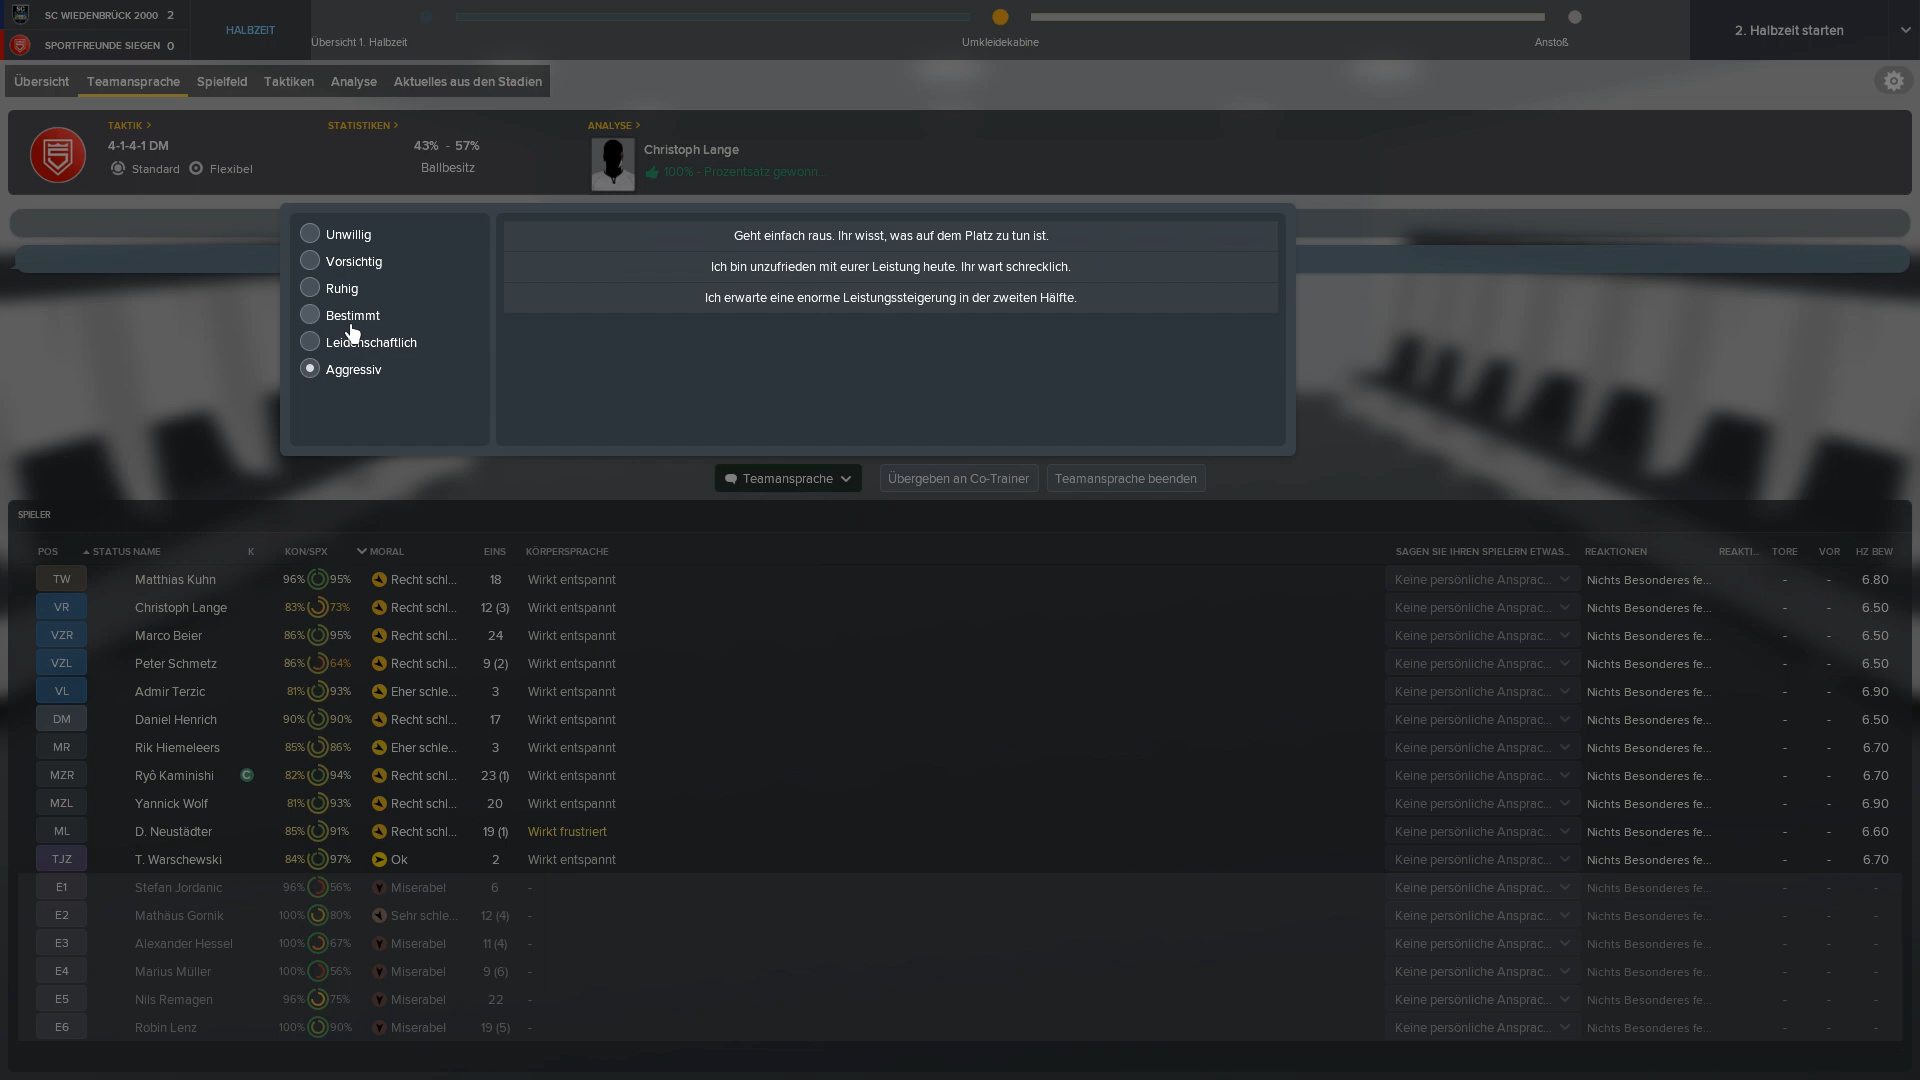 SC WIEDENBRÜCK 2000 2
SPORTFREUNDE SIEGEN 0
HALBZEIT
Übersicht 1. Halbzeit
Umkleidekabine
Anstoß
2. Halbzeit starten
Übersicht Teamansprache Spielfeld Taktiken Analyse Aktuelles aus den Stadien
TAKTIK >
4-1-4-1 DM
Standard Flexibel
STATISTIKEN >
43% - 57%
Ballbesitz
ANALYSE >
Christoph Lange
100% - Prozentsatz gewonn...
Unwillig
Vorsichtig
Ruhig
Bestimmt
Leidenschaftlich
Aggressiv
Geht einfach raus. Ihr wisst, was auf dem Platz zu tun ist.
Ich bin unzufrieden mit eurer Leistung heute. Ihr wart schrecklich.
Ich erwarte eine enorme Leistungssteigerung in der zweiten Hälfte.
Teamansprache Übergeben an Co-Trainer Teamansprache beenden
SPIELER
POS STATUS NAME K KON/SPX MORAL EINS KÖRPERSPRACHE SAGEN SIE IHREN SPIELERN ETWAS... REAKTIONEN REAKTI... TORE VOR HZ BEW
TW Matthias Kuhn 96% 95% Recht schl... 18 Wirkt entspannt Keine persönliche Ansprac... Nichts Besonderes fe... - - 6.80
VR Christoph Lange 83% 73% Recht schl... 12 (3) Wirkt entspannt Keine persönliche Ansprac... Nichts Besonderes fe... - - 6.50
VZR Marco Beier 86% 95% Recht schl... 24 Wirkt entspannt Keine persönliche Ansprac... Nichts Besonderes fe... - - 6.50
VZL Peter Schmetz 86% 64% Recht schl... 9 (2) Wirkt entspannt Keine persönliche Ansprac... Nichts Besonderes fe... - - 6.50
VL Admir Terzic 81% 93% Eher schle... 3 Wirkt entspannt Keine persönliche Ansprac... Nichts Besonderes fe... - - 6.90
DM Daniel Henrich 90% 90% Recht schl... 17 Wirkt entspannt Keine persönliche Ansprac... Nichts Besonderes fe... - - 6.50
MR Rik Hiemeleers 85% 86% Eher schle... 3 Wirkt entspannt Keine persönliche Ansprac... Nichts Besonderes fe... - - 6.70
MZR Ryô Kaminishi C 82% 94% Recht schl... 23 (1) Wirkt entspannt Keine persönliche Ansprac... Nichts Besonderes fe... - - 6.70
MZL Yannick Wolf 81% 93% Recht schl... 20 Wirkt entspannt Keine persönliche Ansprac... Nichts Besonderes fe... - - 6.90
ML D. Neustädter 85% 91% Recht schl... 19 (1) Wirkt frustriert Keine persönliche Ansprac... Nichts Besonderes fe... - - 6.60
TJZ T. Warschewski 84% 97% Ok 2 Wirkt entspannt Keine persönliche Ansprac... Nichts Besonderes fe... - - 6.70
E1 Stefan Jordanic 96% 56% Miserabel 6 - Keine persönliche Ansprac... Nichts Besonderes fe... - - -
E2 Mathäus Gornik 100% 80% Sehr schle... 12 (4) - Keine persönliche Ansprac... Nichts Besonderes fe... - - -
E3 Alexander Hessel 100% 67% Miserabel 11 (4) - Keine persönliche Ansprac... Nichts Besonderes fe... - - -
E4 Marius Müller 100% 56% Miserabel 9 (6) - Keine persönliche Ansprac... Nichts Besonderes fe... - - -
E5 Nils Remagen 96% 75% Miserabel 22 - Keine persönliche Ansprac... Nichts Besonderes fe... - - -
E6 Robin Lenz 100% 90% Miserabel 19 (5) - Keine persönliche Ansprac... Nichts Besonderes fe... - - -